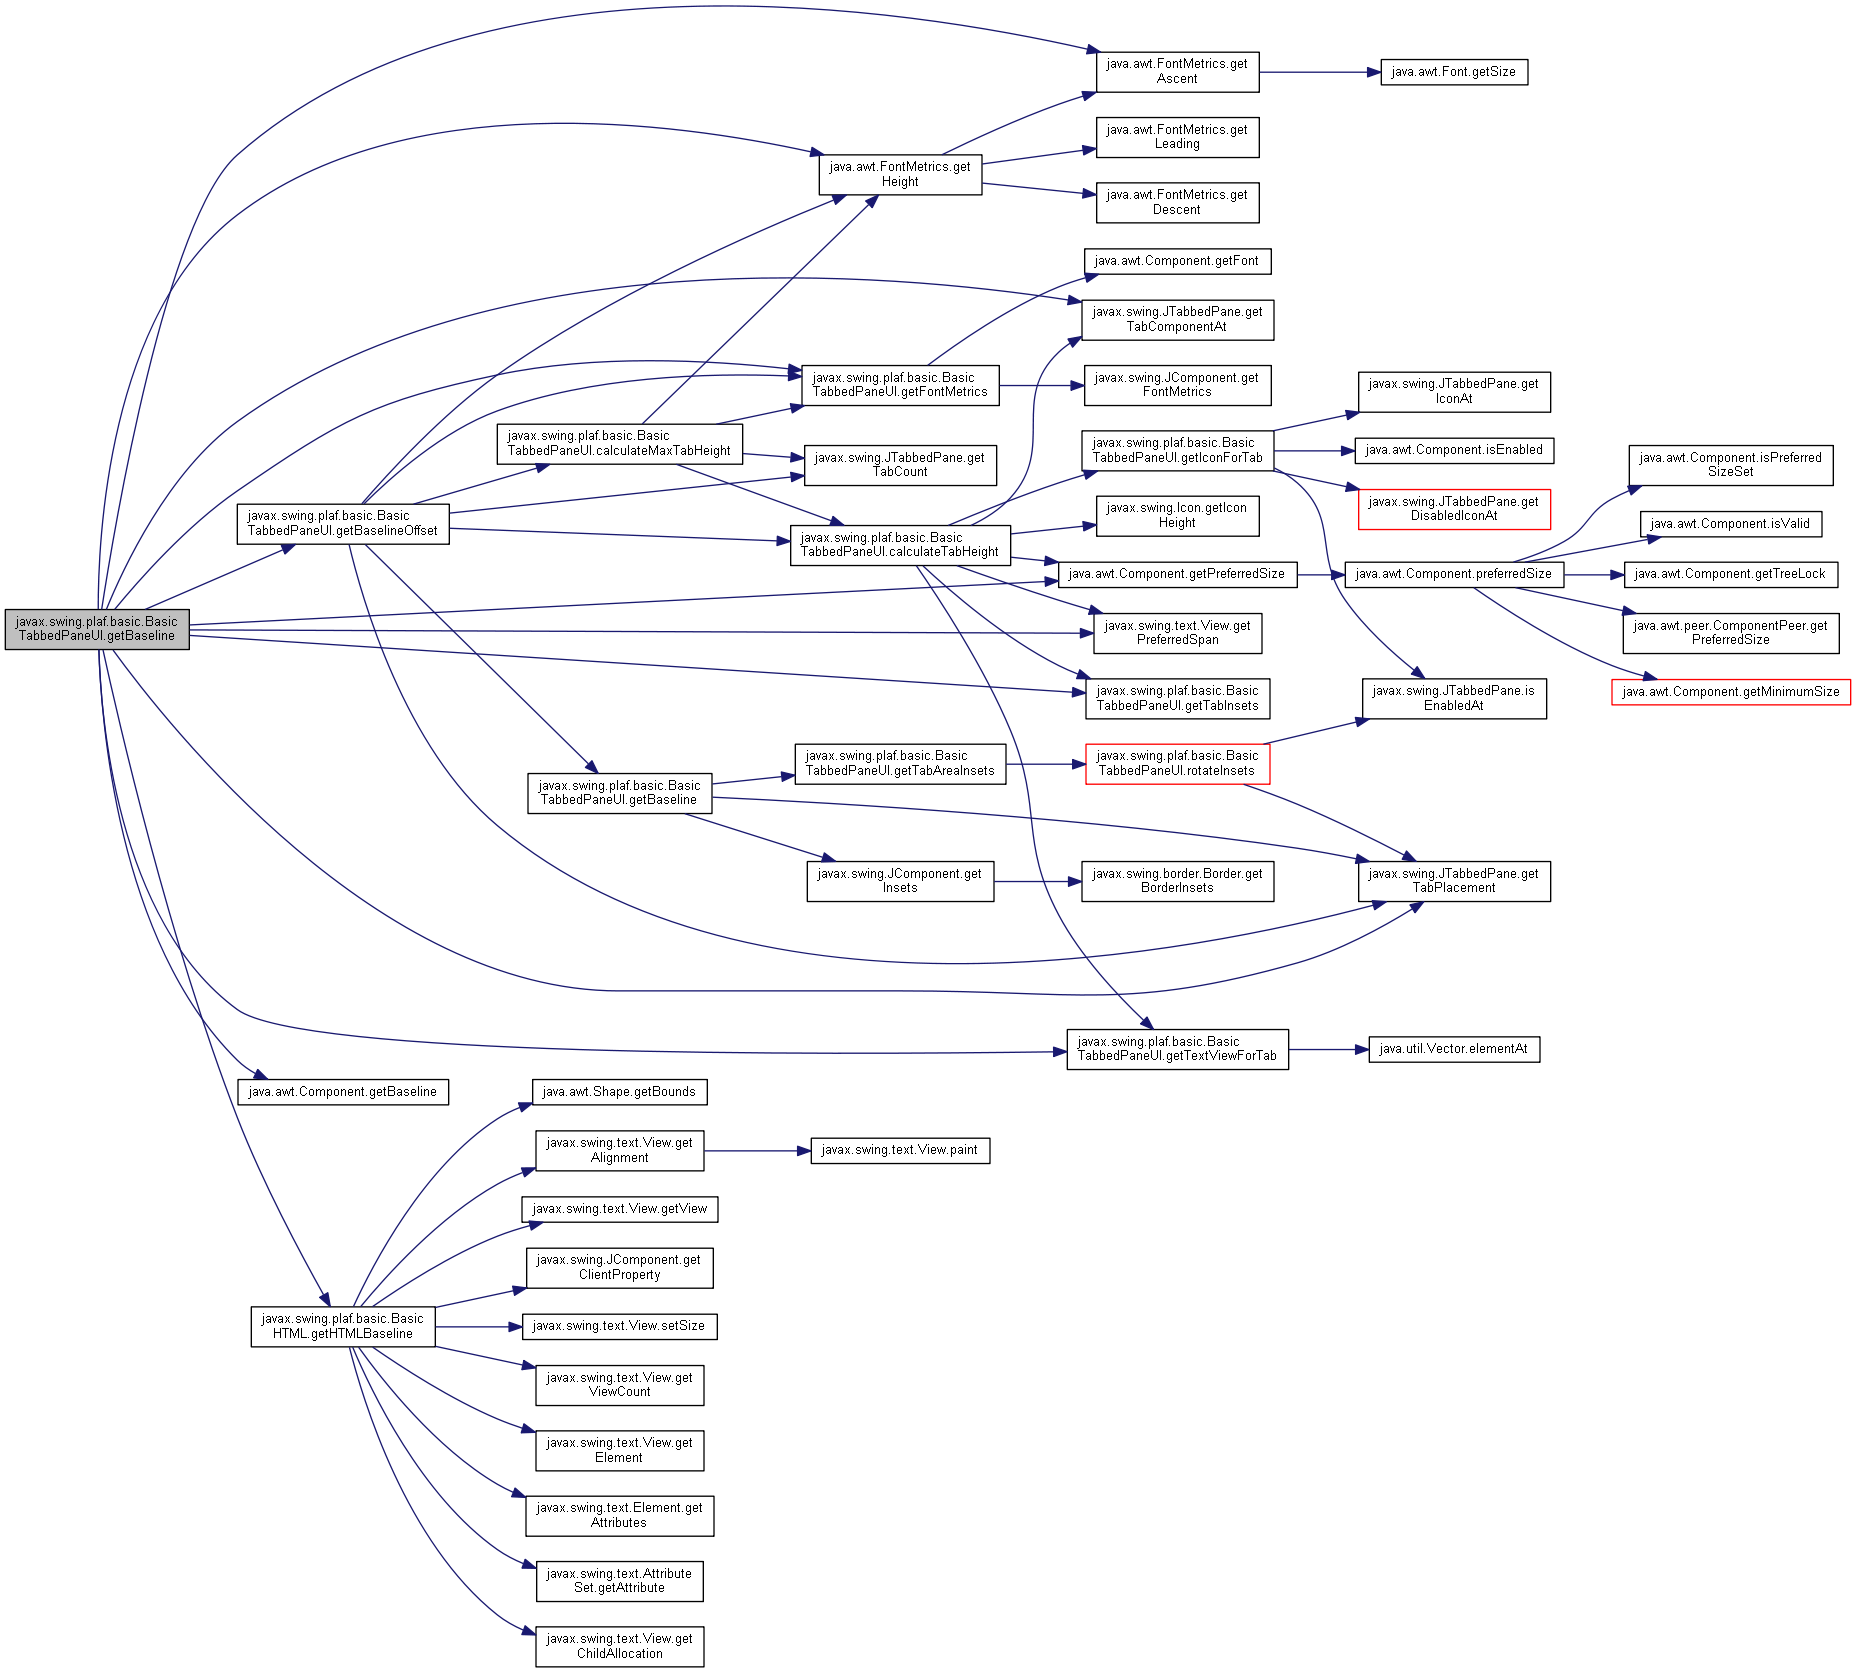 java.awt.FontMetrics.get
Ascent
java.awt.Font.getSize
java.awt.FontMetrics.get
Leading
java.awt.FontMetrics.get
Height
java.awt.FontMetrics.get
Descent
java.awt.Component.getFont
javax.swing.JTabbedPane.get
TabComponentAt
javax.swing.plaf.basic.Basic
TabbedPaneUI.getFontMetrics
javax.swing.JComponent.get
FontMetrics
javax.swing.JTabbedPane.get
IconAt
javax.swing.plaf.basic.Basic
TabbedPaneUI.calculateMaxTabHeight
javax.swing.JTabbedPane.get
TabCount
javax.swing.plaf.basic.Basic
TabbedPaneUI.getIconForTab
java.awt.Component.isEnabled
java.awt.Component.isPreferred
SizeSet
javax.swing.JTabbedPane.get
DisabledIconAt
javax.swing.plaf.basic.Basic
TabbedPaneUI.getBaselineOffset
javax.swing.Icon.getIcon
Height
java.awt.Component.isValid
javax.swing.plaf.basic.Basic
TabbedPaneUI.calculateTabHeight
java.awt.Component.getPreferredSize
java.awt.Component.preferredSize
java.awt.Component.getTreeLock
javax.swing.plaf.basic.Basic
TabbedPaneUI.getBaseline
javax.swing.text.View.get
PreferredSpan
java.awt.peer.ComponentPeer.get
PreferredSize
javax.swing.plaf.basic.Basic
TabbedPaneUI.getTabInsets
javax.swing.JTabbedPane.is
EnabledAt
java.awt.Component.getMinimumSize
javax.swing.plaf.basic.Basic
TabbedPaneUI.getBaseline
javax.swing.plaf.basic.Basic
TabbedPaneUI.getTabAreaInsets
javax.swing.plaf.basic.Basic
TabbedPaneUI.rotateInsets
javax.swing.JComponent.get
Insets
javax.swing.border.Border.get
BorderInsets
javax.swing.JTabbedPane.get
TabPlacement
javax.swing.plaf.basic.Basic
TabbedPaneUI.getTextViewForTab
java.util.Vector.elementAt
java.awt.Component.getBaseline
java.awt.Shape.getBounds
javax.swing.text.View.get
Alignment
javax.swing.text.View.paint
javax.swing.text.View.getView
javax.swing.JComponent.get
ClientProperty
javax.swing.plaf.basic.Basic
HTML.getHTMLBaseline
javax.swing.text.View.setSize
javax.swing.text.View.get
ViewCount
javax.swing.text.View.get
Element
javax.swing.text.Element.get
Attributes
javax.swing.text.Attribute
Set.getAttribute
javax.swing.text.View.get
ChildAllocation